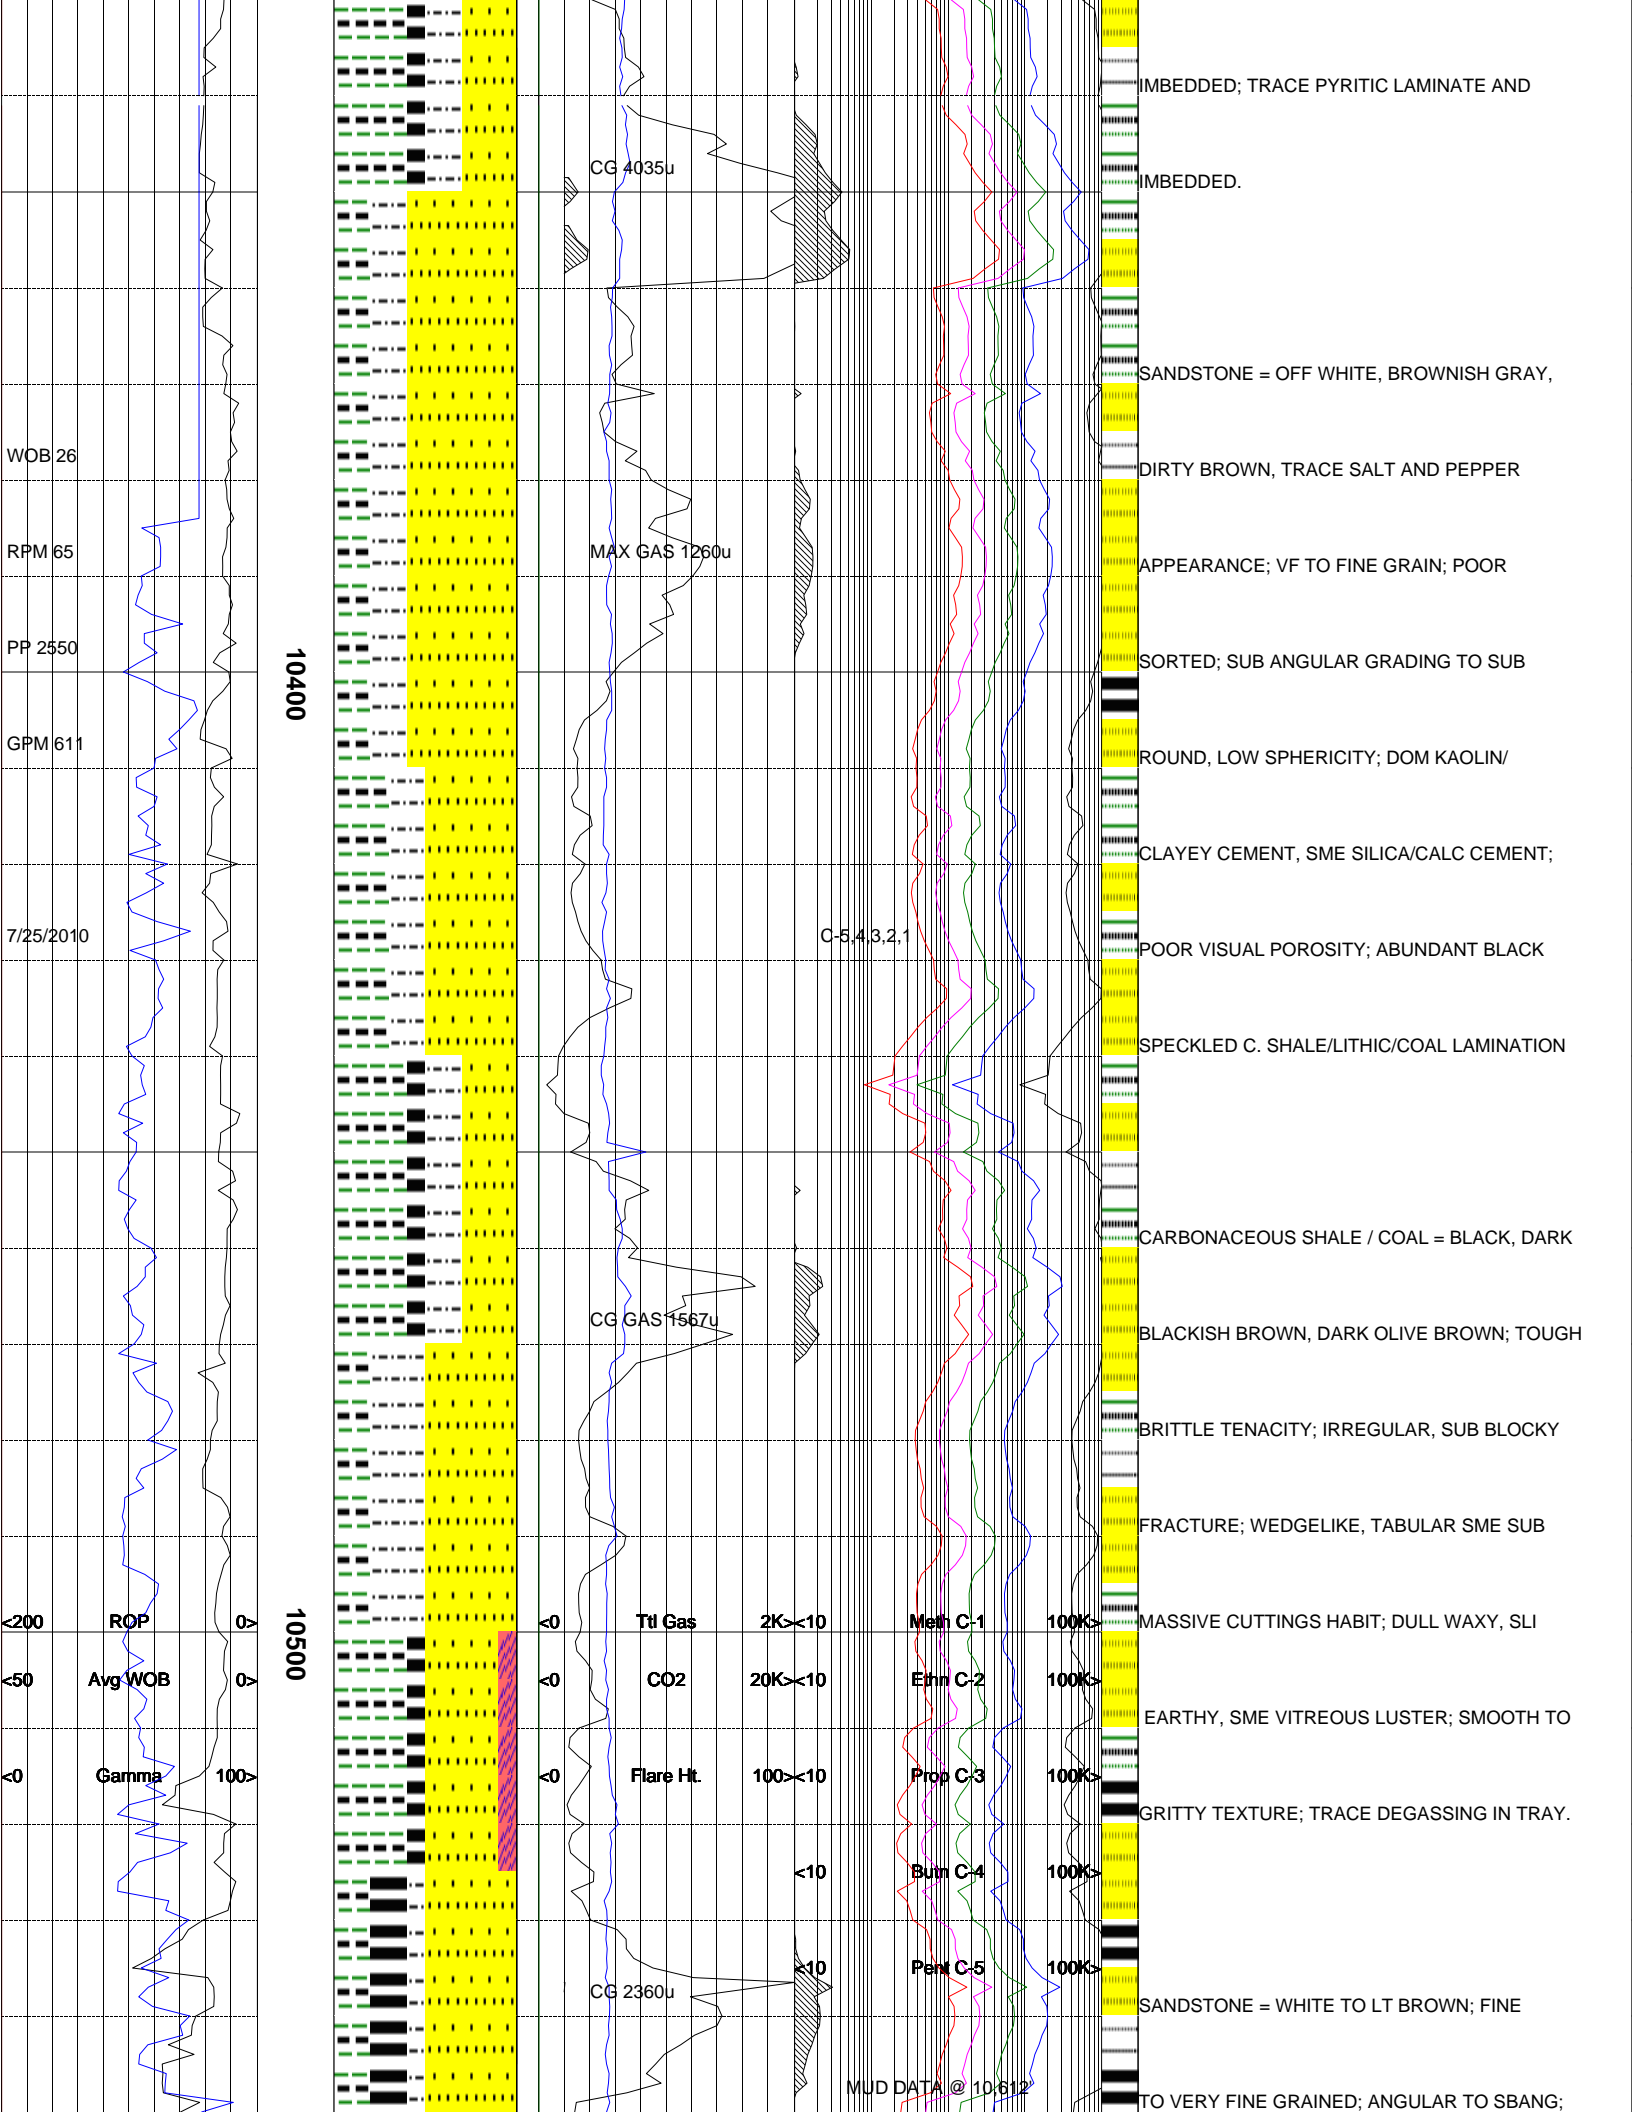 IMBEDDED; TRACE PYRITIC LAMINATE AND
CG 4035u
IMBEDDED.
SANDSTONE = OFF WHITE, BROWNISH GRAY,
WOB 26
DIRTY BROWN, TRACE SALT AND PEPPER
RPM 65
MAX GAS 1260u
APPEARANCE; VF TO FINE GRAIN; POOR
PP 2550
10400
SORTED; SUB ANGULAR GRADING TO SUB
GPM 611
ROUND, LOW SPHERICITY; DOM KAOLIN/
CLAYEY CEMENT, SME SILICA/CALC CEMENT;
7/25/2010
C-5,4,3,2,1
POOR VISUAL POROSITY; ABUNDANT BLACK
SPECKLED C. SHALE/LITHIC/COAL LAMINATION
CARBONACEOUS SHALE / COAL = BLACK, DARK
CG GAS 1567u
BLACKISH BROWN, DARK OLIVE BROWN; TOUGH
BRITTLE TENACITY; IRREGULAR, SUB BLOCKY
FRACTURE; WEDGELIKE, TABULAR SME SUB
<200 ROP 0>
10500
<0 Ttl Gas 2K>
<10 Meth C-1 100K>
MASSIVE CUTTINGS HABIT; DULL WAXY, SLI
<50 Avg WOB 0>
<0 CO2 20K>
<10 Ethn C-2 100K>
EARTHY, SME VITREOUS LUSTER; SMOOTH TO
<0 Gamma 100>
<0 Flare Ht. 100>
<10 Prop C-3 100K>
GRITTY TEXTURE; TRACE DEGASSING IN TRAY.
<10 Butn C-4 100K>
<10 Pent C-5 100K>
CG 2360u
SANDSTONE = WHITE TO LT BROWN; FINE
MUD DATA @ 10,612'
TO VERY FINE GRAINED; ANGULAR TO SBANG;